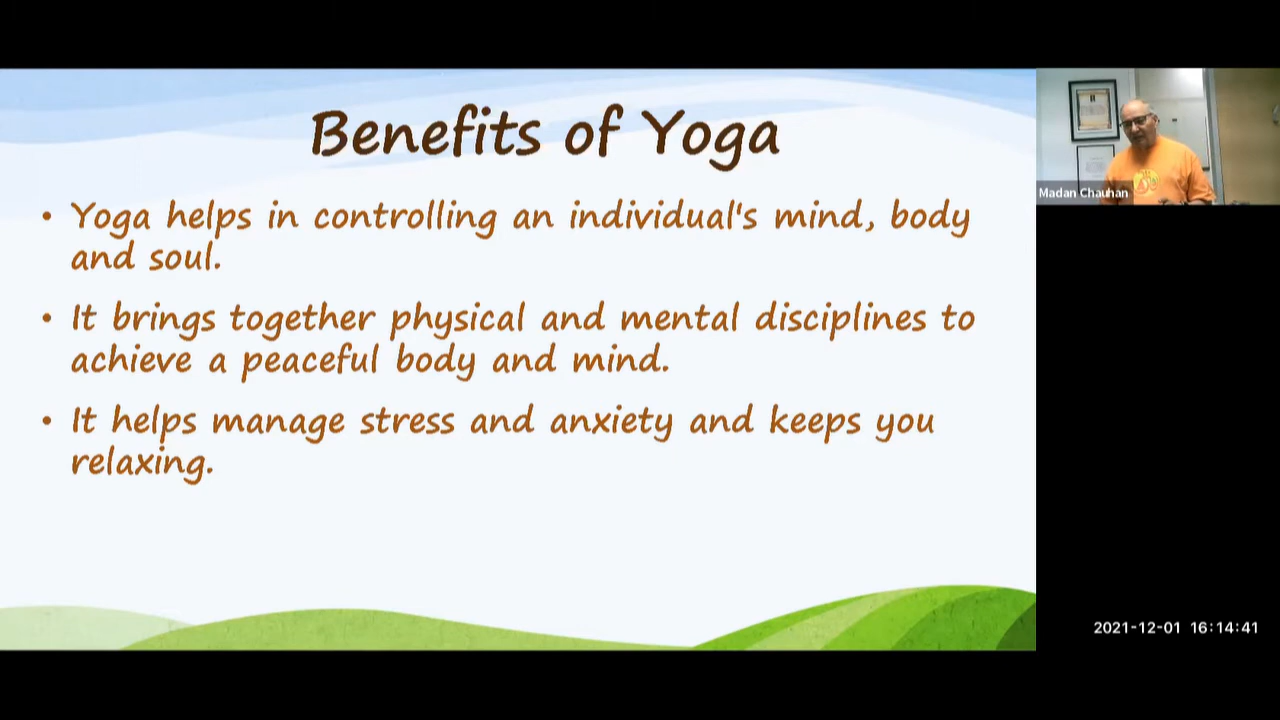 Benefits of Yoga
• Yoga helps in controlling an individual's mind, body
and soul.
• It brings together physical and mental disciplines to
achieve a peaceful body and mind.
• It helps manage stress and anxiety and keeps you
relaxing.
Madan Chauhan
2021-12-01 16:14:41